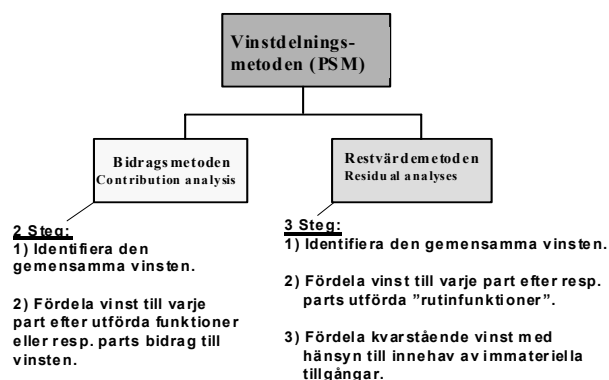 Vinstdelnings-
metoden (PSM)
Bidragsmetoden
Contribution analysis
Restvärdemetoden
Residual analyses
2 Steg:
1) Identifiera den
gemensamma vinsten.
2) Fördela vinst till varje
part efter utförda funktioner
eller resp. parts bidrag till
vinsten.
3 Steg:
1) Identifiera den gemensamma vinsten.
2) Fördela vinst till varje part efter resp.
parts utförda ”rutinfunktioner”.
3) Fördela kvarstående vinst med
hänsyn till innehav av immateriella
tillgångar.